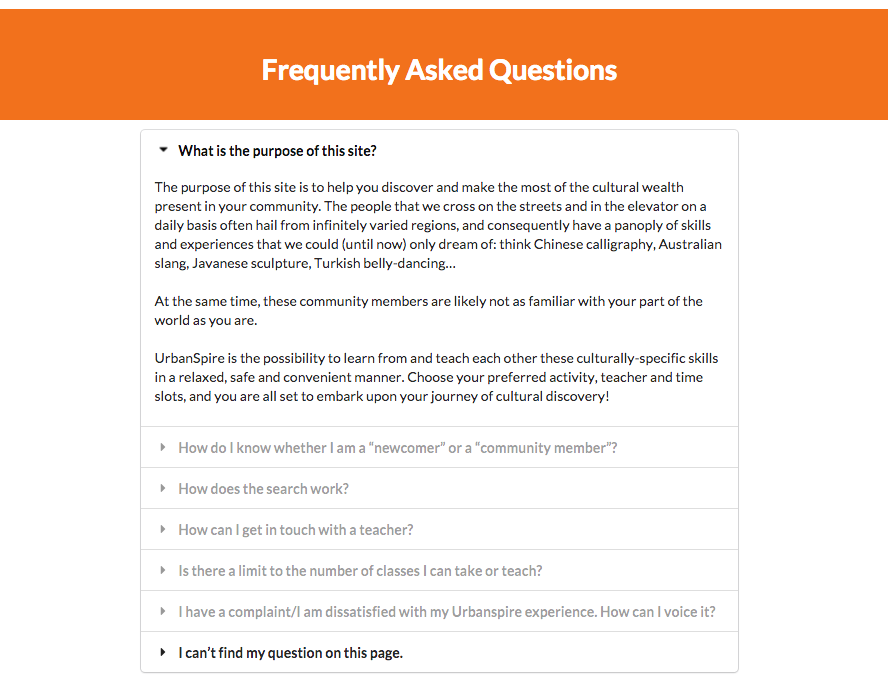 Frequently Asked Questions
What is the purpose of this site?
The purpose of this site is to help you discover and make the most of the cultural wealth
present in your community. The people that we cross on the streets and in the elevator on a
daily basis often hail from infinitely varied regions, and consequently have a panoply of skills
and experiences that we could (until now) only dream of: think Chinese calligraphy, Australian
slang, Javanese sculpture, Turkish belly-dancing...
At the same time, these community members are likely not as familiar with your part of the
world as you are.
UrbanSpire is the possibility to learn from and teach each other these culturally-specific skills
in a relaxed, safe and convenient manner. Choose your preferred activity, teacher and time
slots, and you are all set to embark upon your journey of cultural discovery!
How do I know whether I am a “newcomer” or a “community member”?
How does the search work?
How can I get in touch with a teacher?
Is there a limit to the number of classes I can take or teach?
I have a complaint/I am dissatisfied with my Urbanspire experience. How can I voice it?
I can’t find my question on this page.